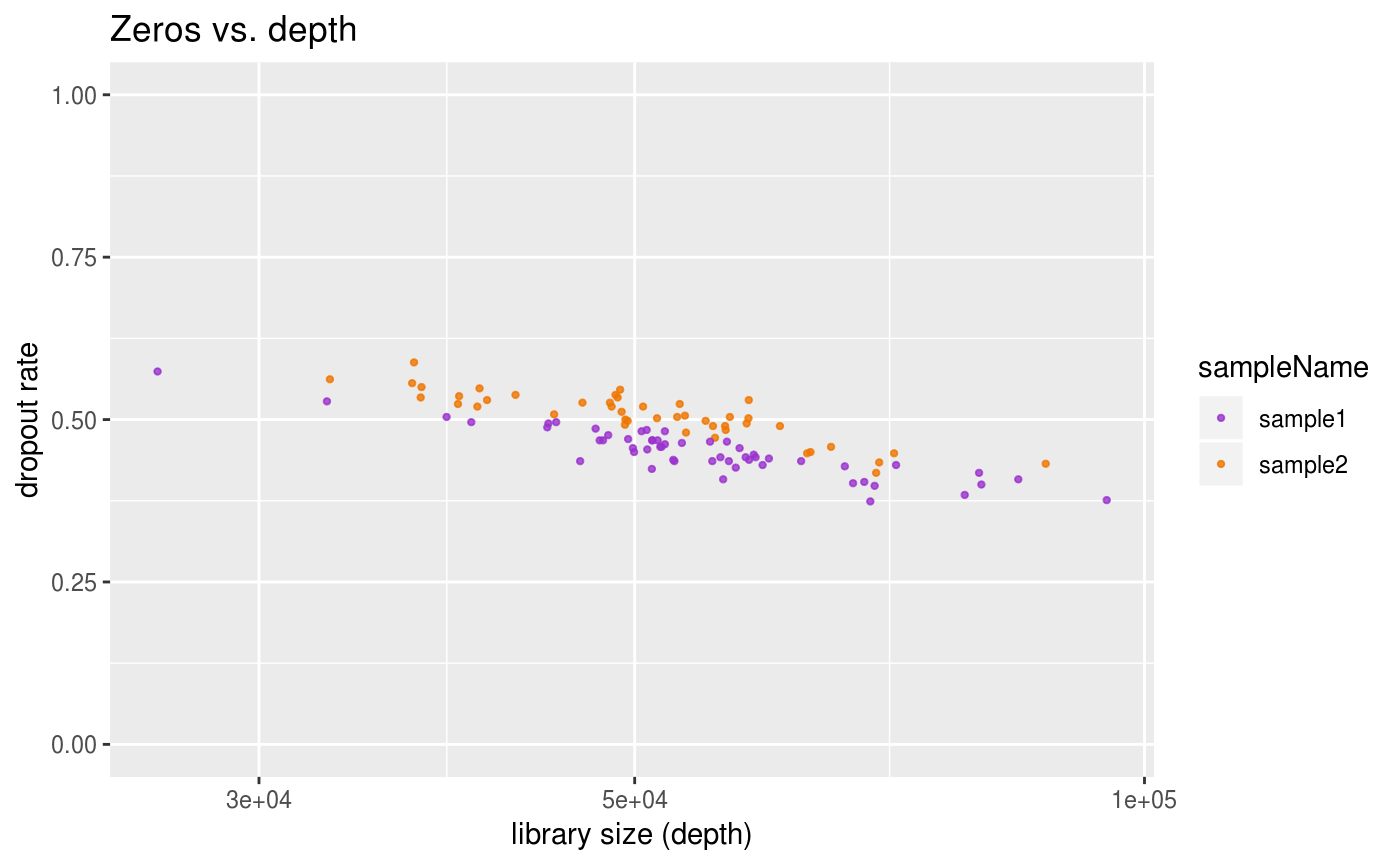 Zeros vs. depth
1.00
0.75
0.50
0.25
0.00
dropout rate
3e+04
5e+04
1e+05
library size (depth)
sampleName
sample1
sample2